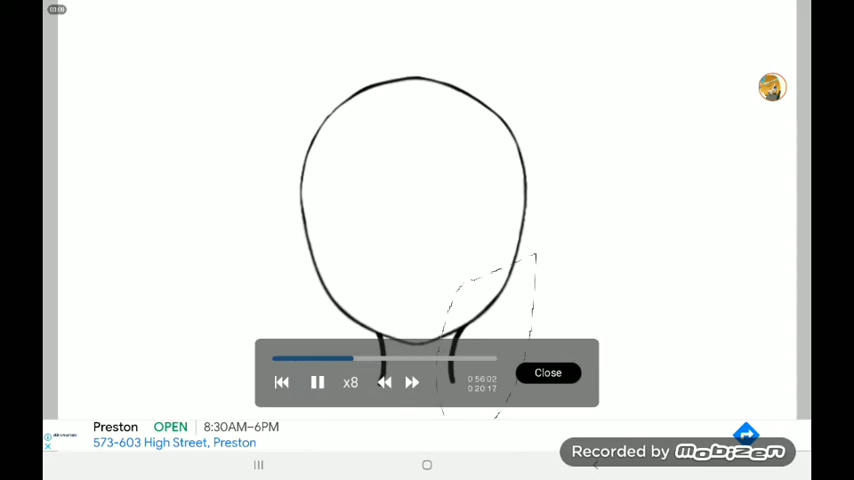 03:09
x8
0:56:02
0:20:17
Close
Preston OPEN 8:30AM–6PM
573-603 High Street, Preston
Recorded by Mobizen